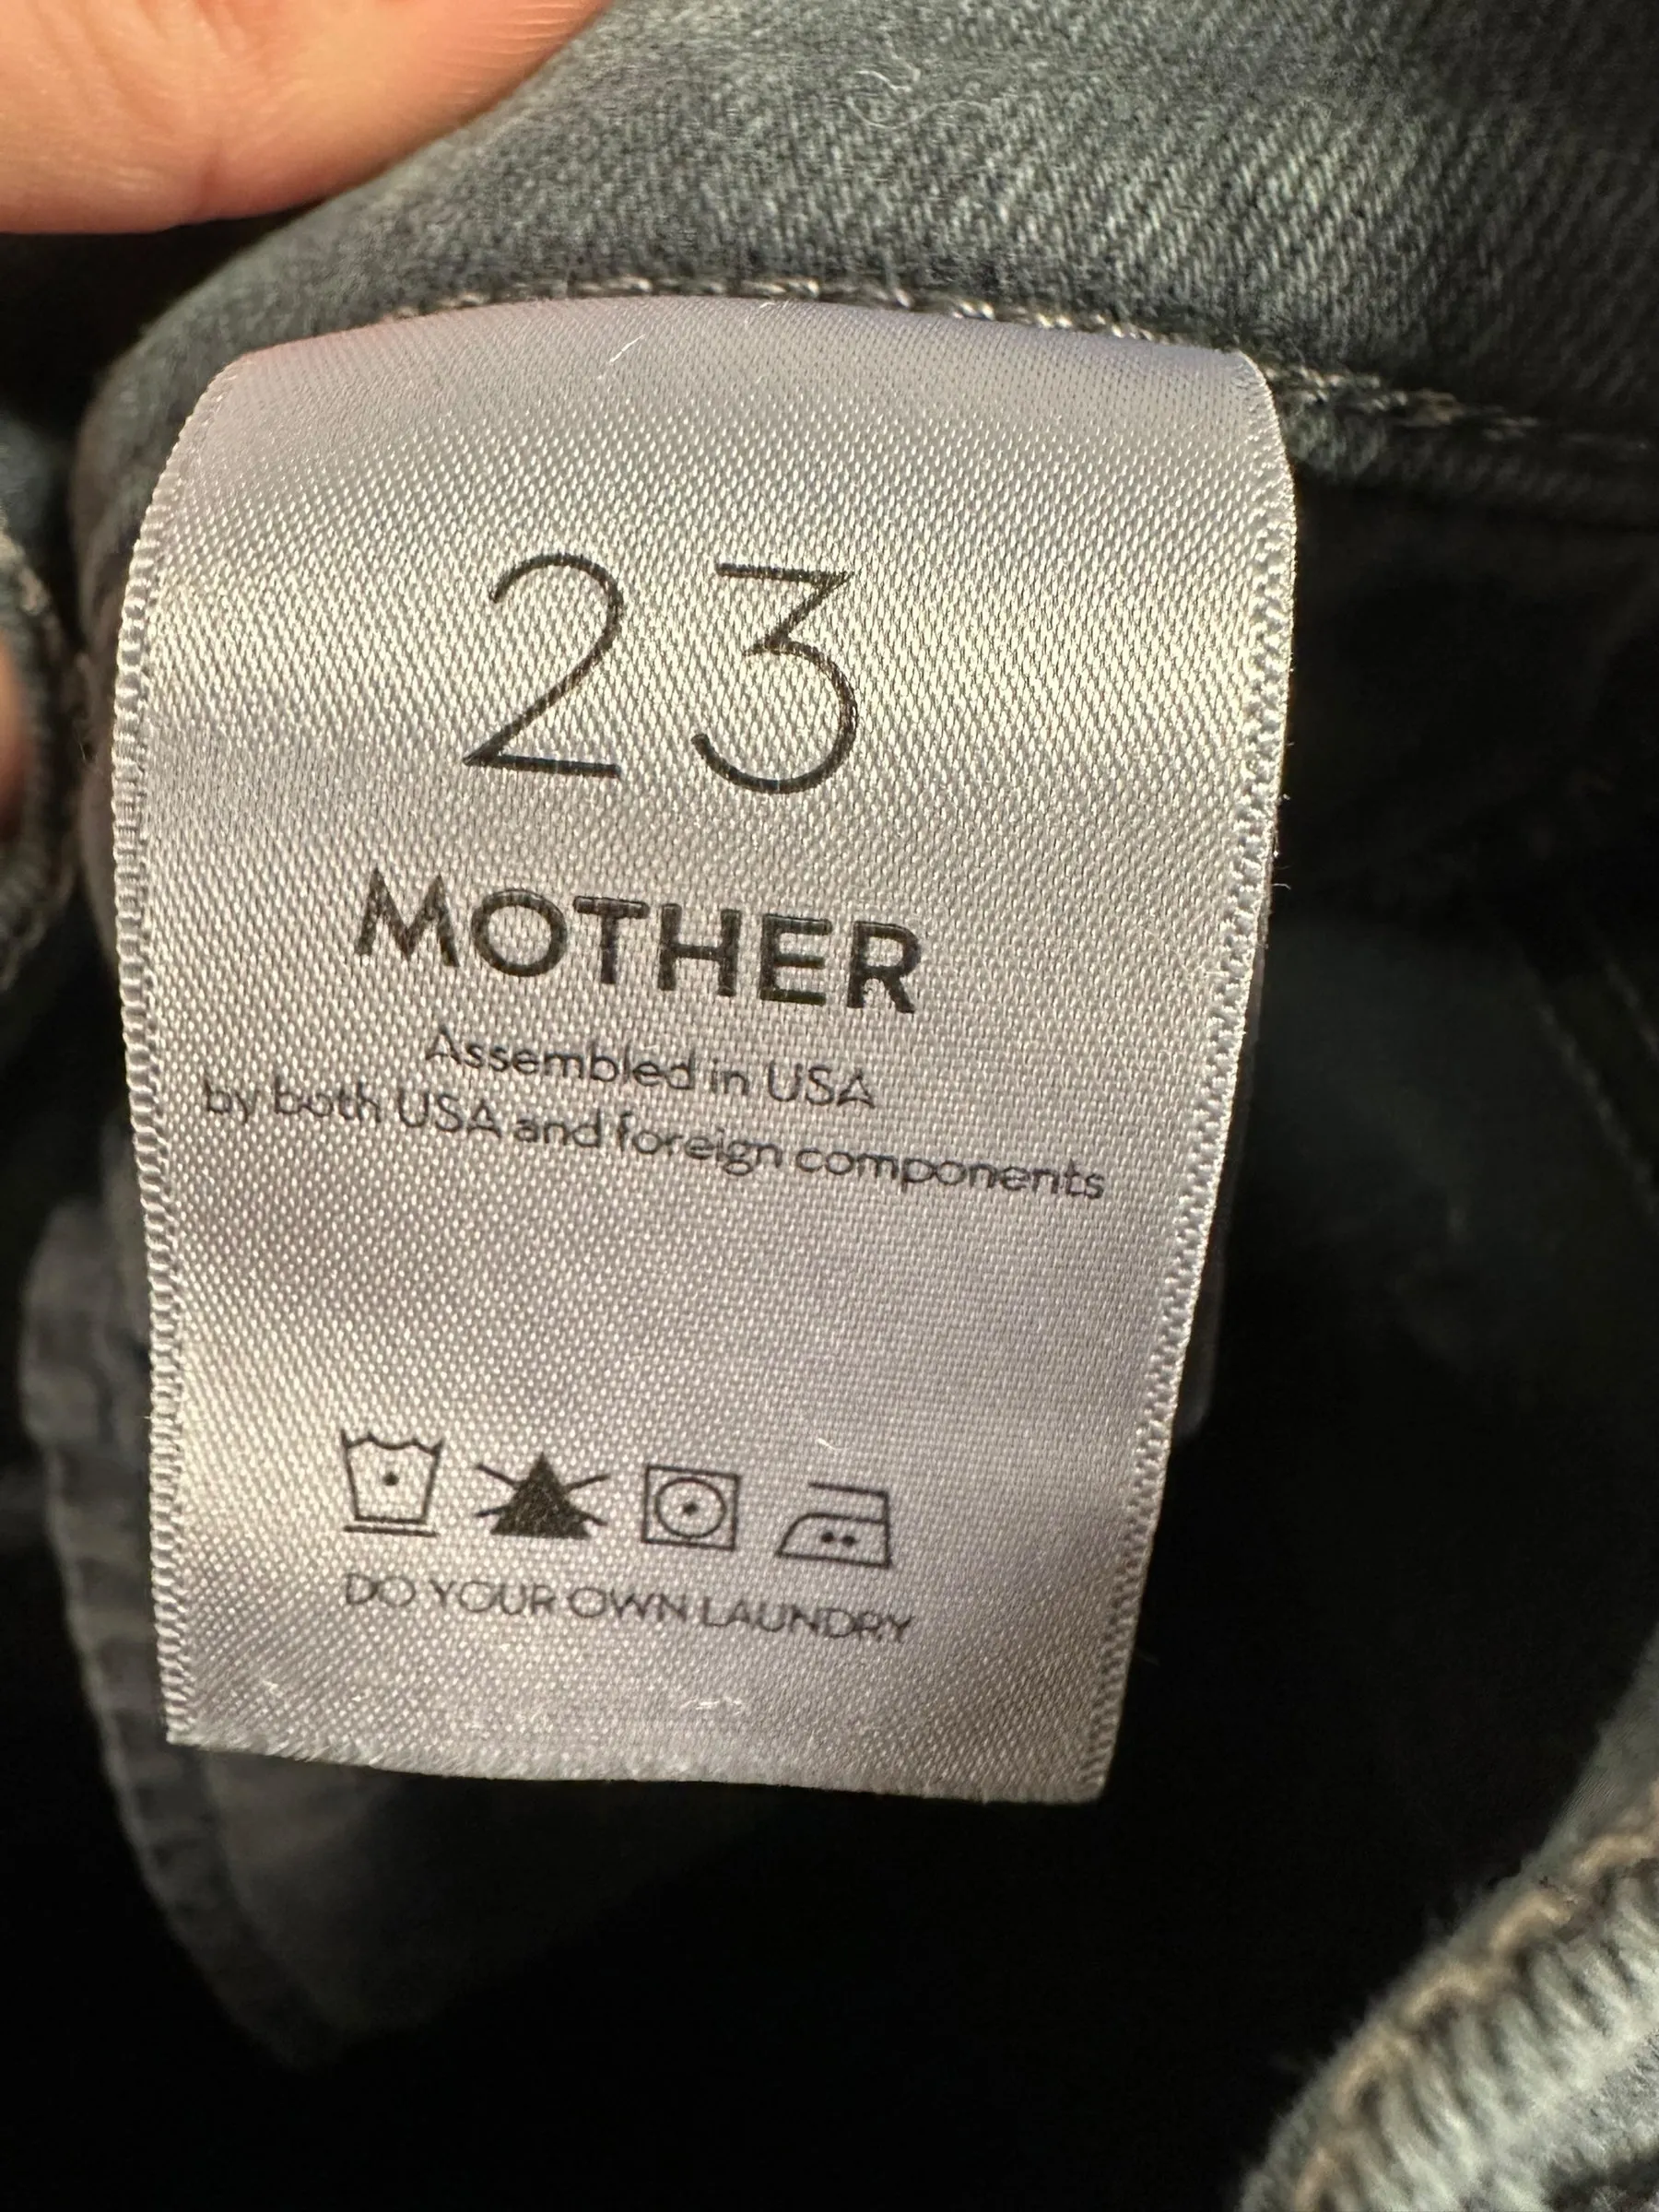 23
MOTHER
Assembled in USA
by both USA and foreign components
DO YOUR OWN LAUNDRY